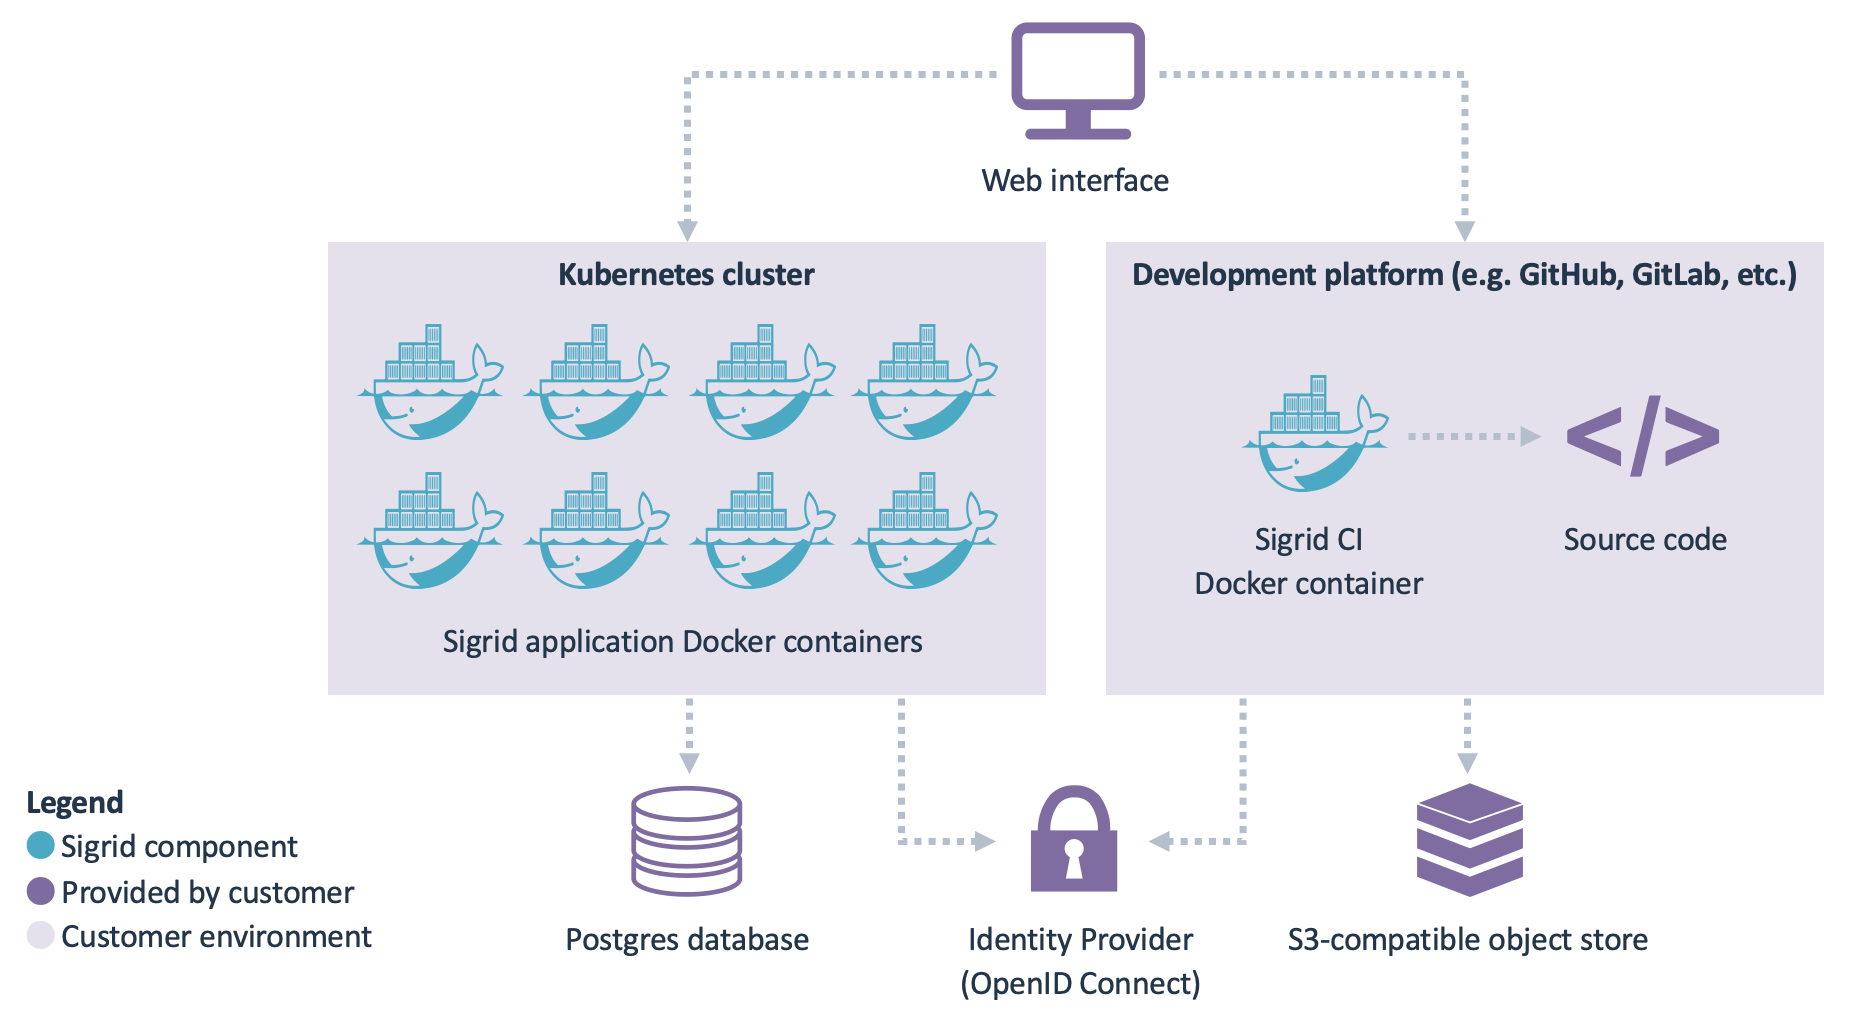 Web interface
Kubernetes cluster
Development platform (e.g. GitHub, GitLab, etc.)
Sigrid CI
Docker container
Source code
Sigrid application Docker containers
Legend
Sigrid component
Provided by customer
Customer environment
Postgres database
Identity Provider
(OpenID Connect)
S3-compatible object store